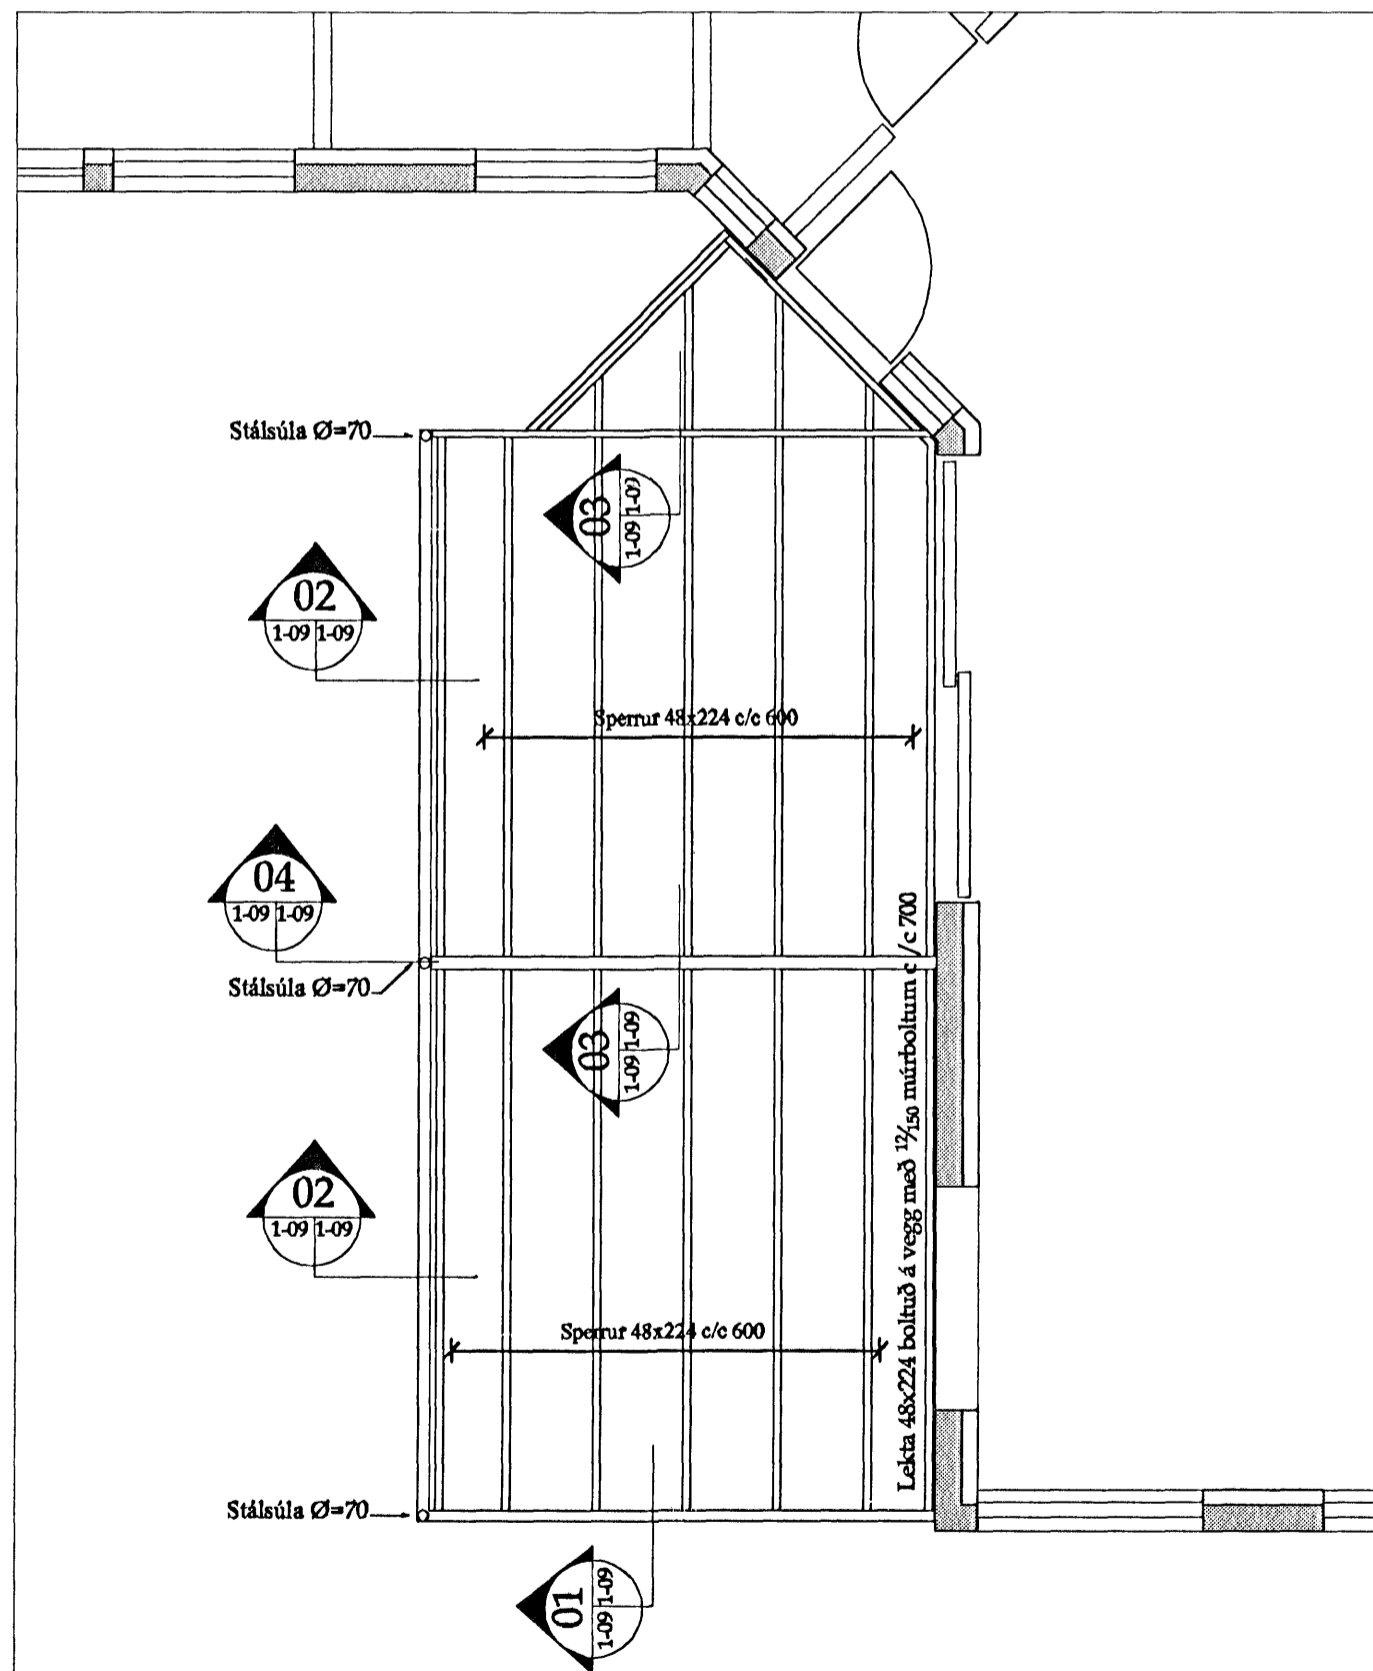 Stálsúla Ø=70
03
1-09 1-09
02
1-09 1-09
Sperrur 48x224 c/c 600
04
1-09 1-09
Stálsúla Ø=70
03
1-09 1-09
Lekta 48x224 boltuð á vegg með 12/150 múrboltum c/c 700
02
1-09 1-09
Sperrur 48x224 c/c 600
Stálsúla Ø=70
01
1-09 1-09